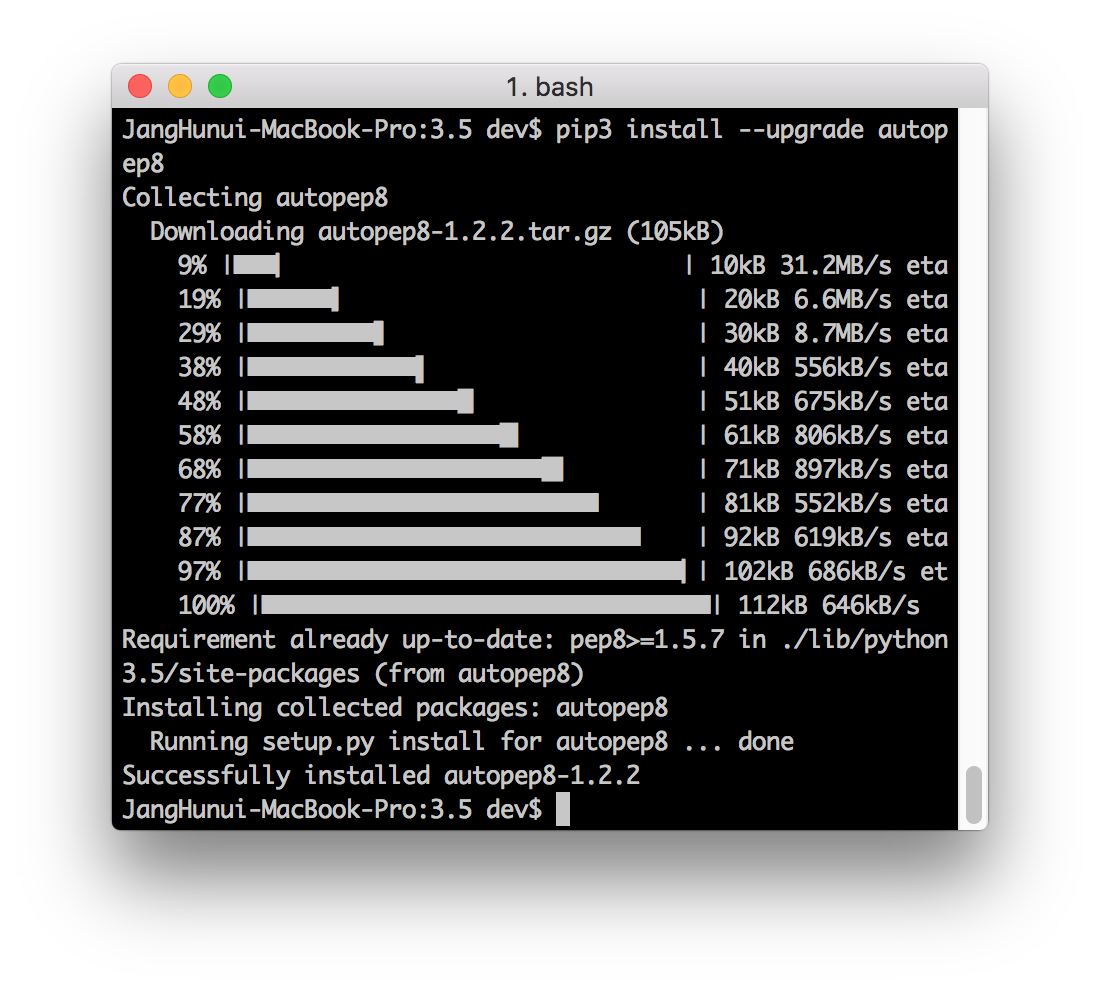 1. bash
JangHunui-MacBook-Pro:3.5 dev$ pip3 install --upgrade autop
ep8
Collecting autopep8
  Downloading autopep8-1.2.2.tar.gz (105kB)
    9% |                                | 10kB 31.2MB/s eta
    19% |                                | 20kB 6.6MB/s eta
    29% |                                | 30kB 8.7MB/s eta
    38% |                                | 40kB 556kB/s eta
    48% |                                | 51kB 675kB/s eta
    58% |                                | 61kB 806kB/s eta
    68% |                                | 71kB 897kB/s eta
    77% |                                | 81kB 552kB/s eta
    87% |                                | 92kB 619kB/s eta
    97% |                                | 102kB 686kB/s et
    100% |                                | 112kB 646kB/s
Requirement already up-to-date: pep8>=1.5.7 in ./lib/python
3.5/site-packages (from autopep8)
Installing collected packages: autopep8
  Running setup.py install for autopep8 ... done
Successfully installed autopep8-1.2.2
JangHunui-MacBook-Pro:3.5 dev$